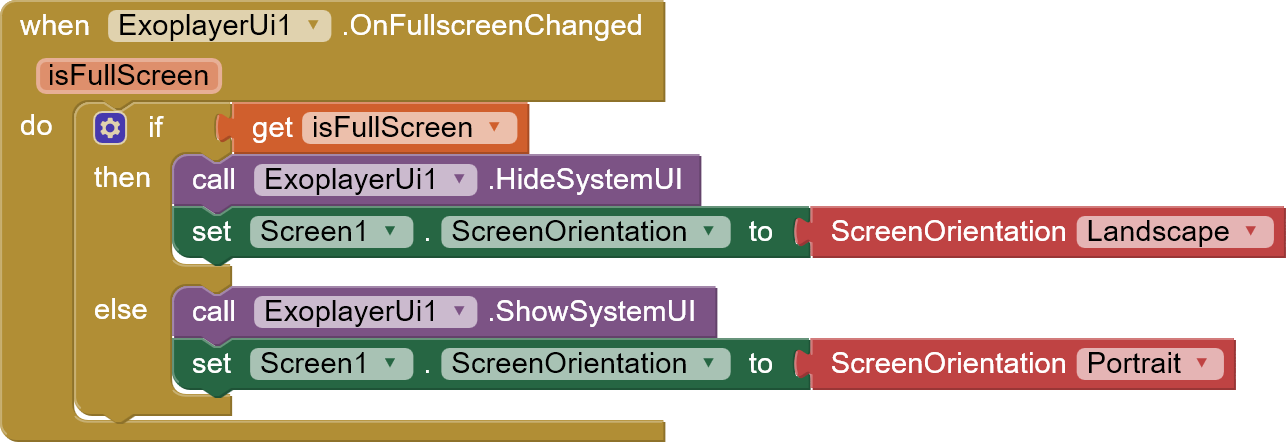 when ExoplayerUi1 .OnFullscreenChanged
isFullScreen
do if get isFullScreen
then call ExoplayerUi1 .HideSystemUI
set Screen1 . ScreenOrientation to ScreenOrientation Landscape
else call ExoplayerUi1 .ShowSystemUI
set Screen1 . ScreenOrientation to ScreenOrientation Portrait